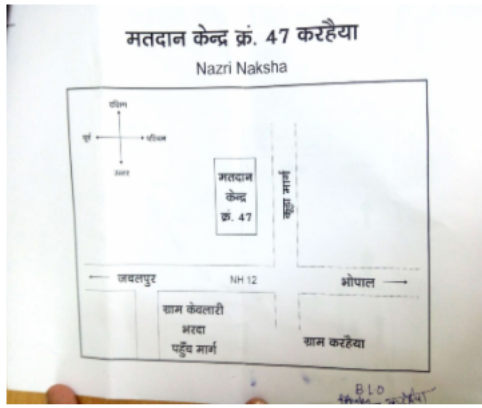 मतदान केन्द्र क्रं. 47 करहैया
Nazri Naksha
दक्षिण
पूर्व
पश्चिम
उत्तर
मतदान
केन्द्र
क्रं. 47
कूहा मार्ग
जबलपुर
NH 12
भोपाल
ग्राम केवलारी
भरदा
पहुँच मार्ग
ग्राम करहैया
BLO